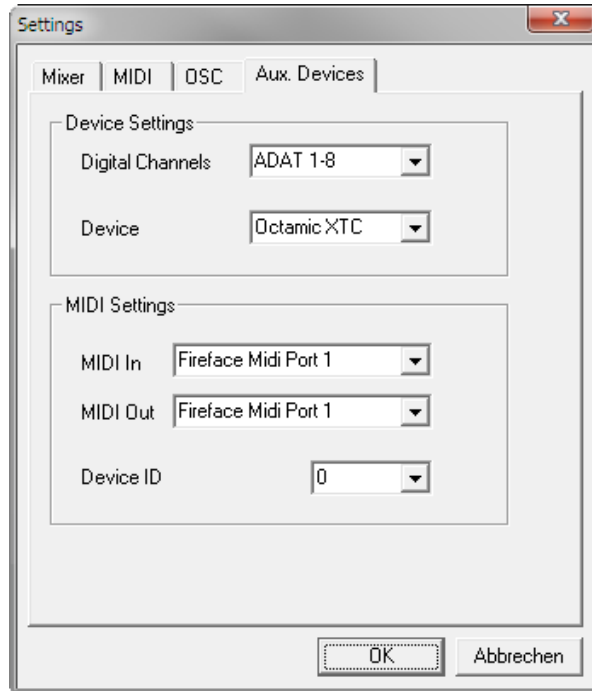 Settings
Mixer MIDI OSC Aux. Devices
Device Settings
Digital Channels ADAT 1-8
Device Octamic XTC
MIDI Settings
MIDI In Fireface Midi Port 1
MIDI Out Fireface Midi Port 1
Device ID 0
OK Abbrechen